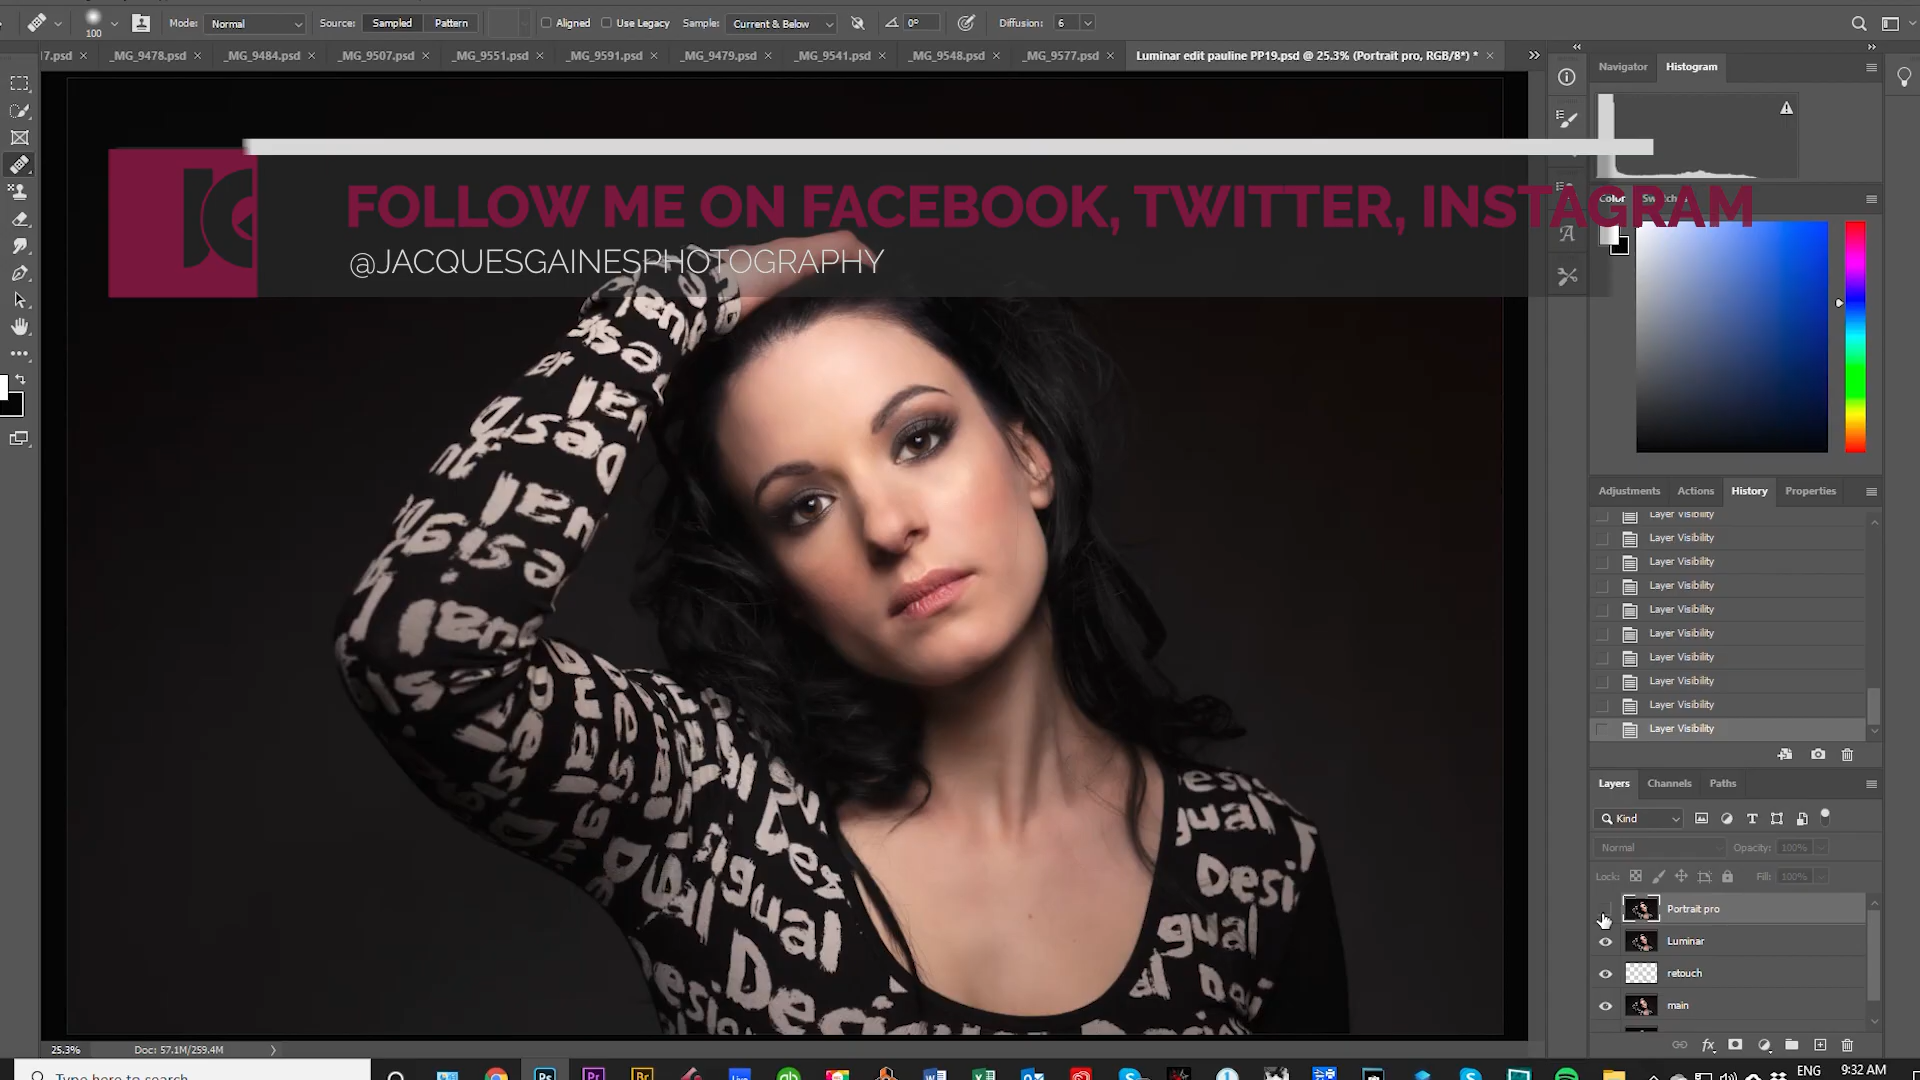 100
Mode:
Normal
Source:
Sampled
Pattern
Aligned
Use Legacy
Sample:
Current & Below
0°
Diffusion:
6
17.psd
_MG_9478.psd
_MG_9484.psd
_MG_9507.psd
_MG_9551.psd
_MG_9591.psd
_MG_9479.psd
_MG_9541.psd
_MG_9548.psd
_MG_9577.psd
Luminar edit pauline PP19.psd @ 25.3% (Portrait pro, RGB/8*) *
Navigator
Histogram
FOLLOW ME ON FACEBOOK, TWITTER, INSTAGRAM
@JACQUESGAINESPHOTOGRAPHY
Color
Swatches
Adjustments
Actions
History
Properties
Layer Visibility
Layer Visibility
Layer Visibility
Layer Visibility
Layer Visibility
Layer Visibility
Layer Visibility
Layer Visibility
Layer Visibility
Layer Visibility
Layers
Channels
Paths
Kind
Normal
Opacity:
100%
Lock:
Fill:
100%
Portrait pro
Luminar
retouch
main
25.3%
Doc: 57.1M/259.4M
Type here to search
ENG
9:32 AM
Desigual
Desi
gual